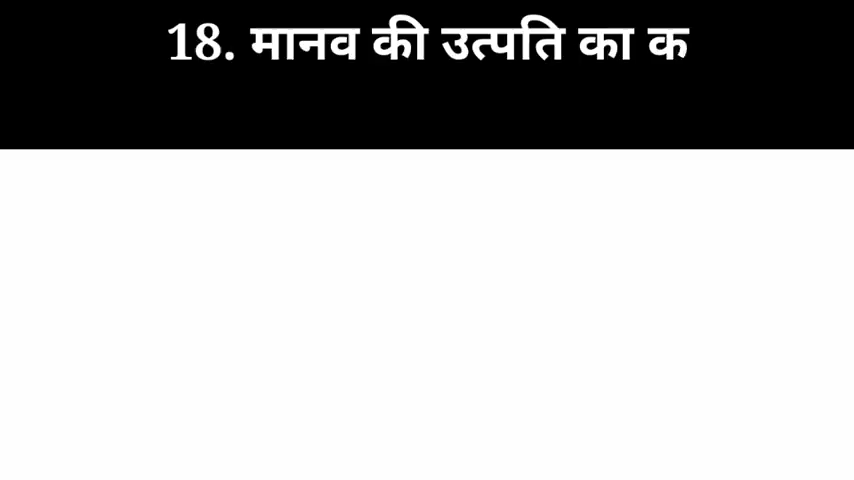 18. मानव की उत्पति का क